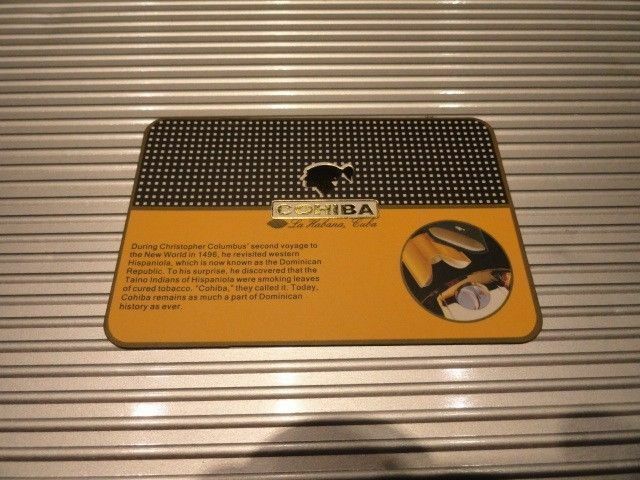 COHIBA
La Habana, Cuba
During Christopher Columbus' second voyage to
the New World in 1496, he revisited western
Hispaniola, which is now known as the Dominican
Republic. To his surprise, he discovered that the
Taino Indians of Hispaniola were smoking leaves
of cured tobacco. "Cohiba," they called it. Today,
Cohiba remains as much a part of Dominican
history as ever.